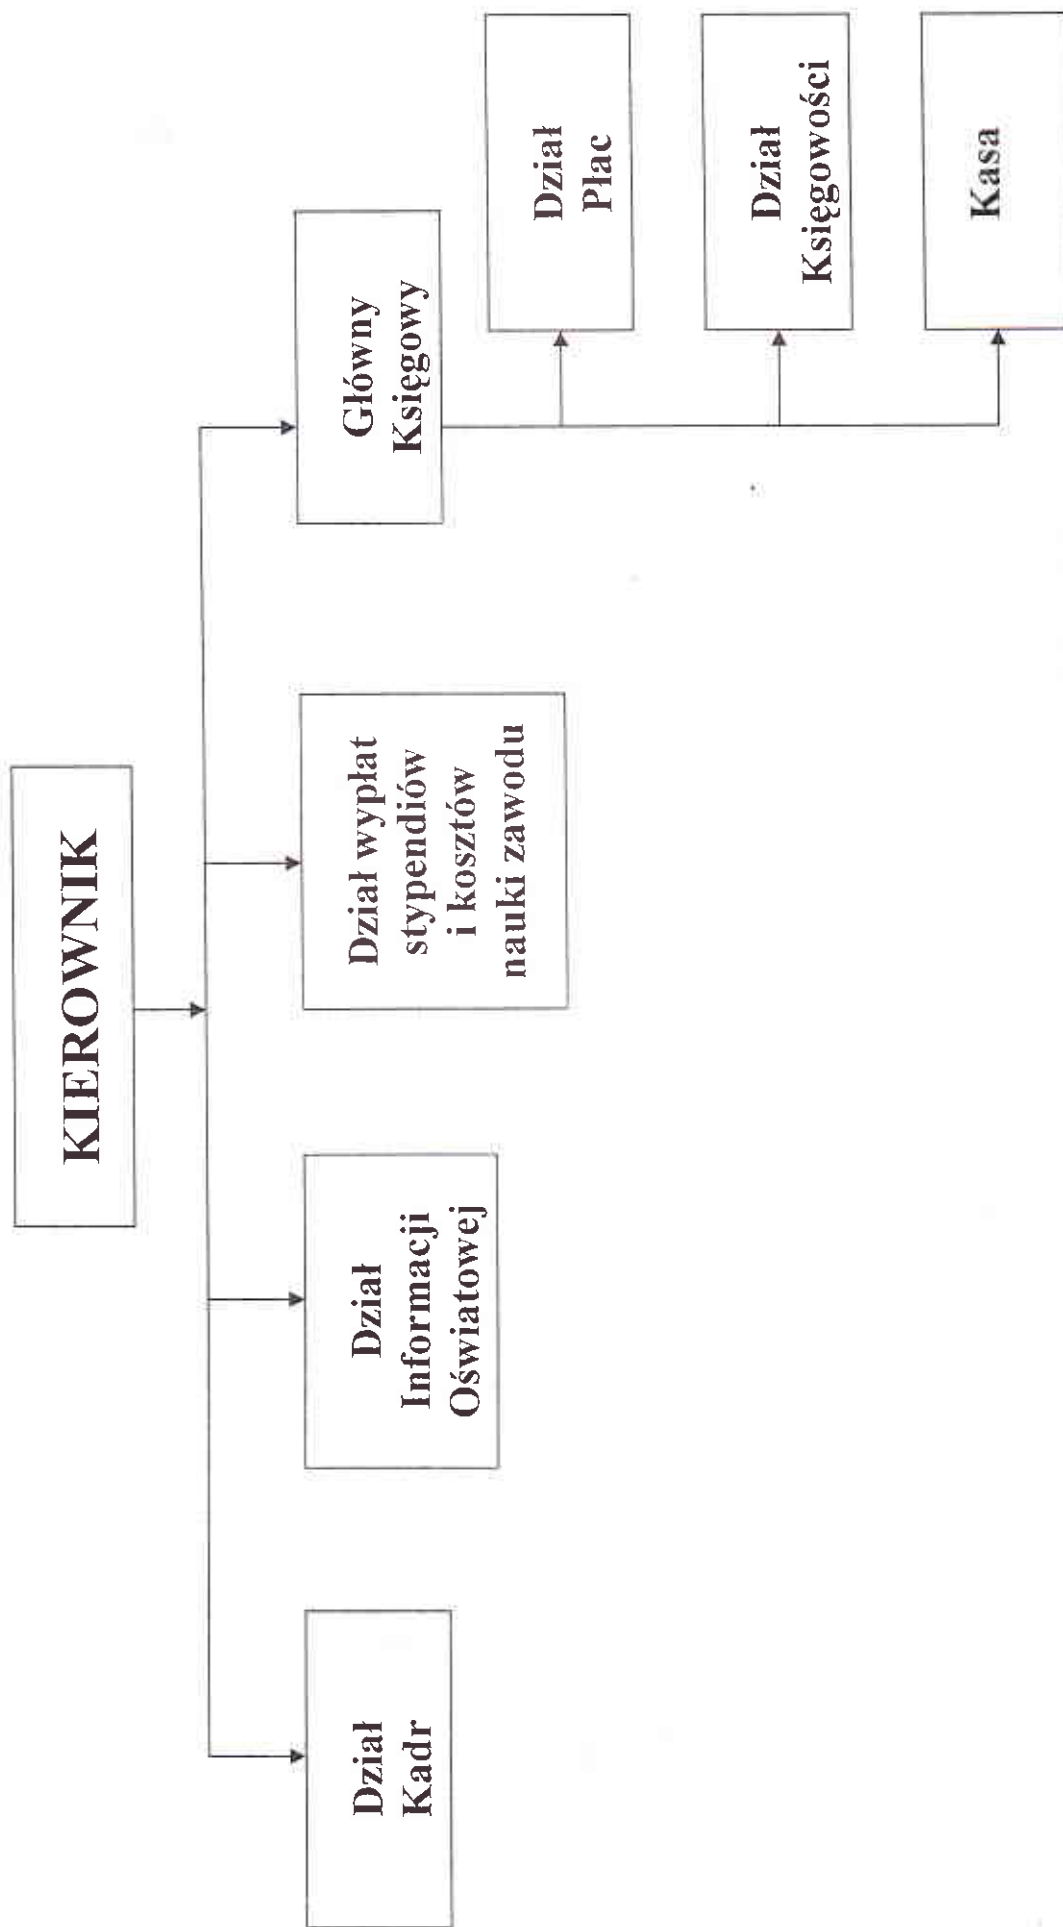 KIEROWNIK
Dział
Kadr
Dział
Informacji
Oświatowej
Dział wypłat
stypendiów
i kosztów
nauki zawodu
Główny
Księgowy
Dział
Płac
Dział
Księgowości
Kasa